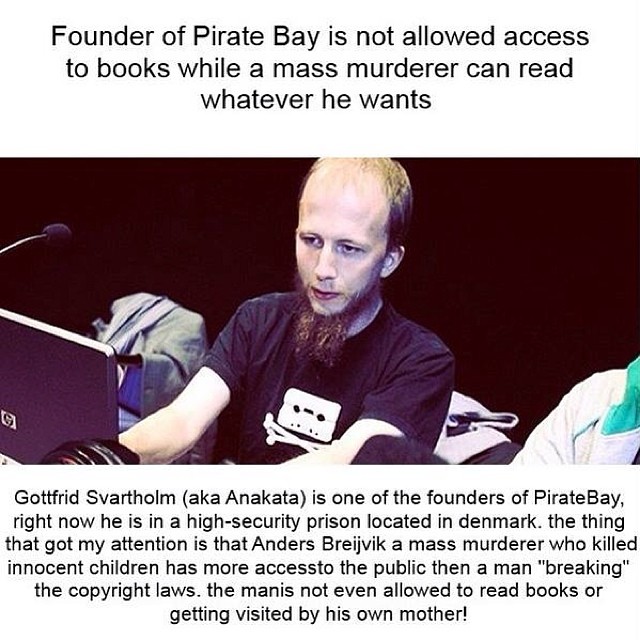 Founder of Pirate Bay is not allowed access
to books while a mass murderer can read
whatever he wants
hp
Gottfrid Svartholm (aka Anakata) is one of the founders of PirateBay,
right now he is in a high-security prison located in denmark. the thing
that got my attention is that Anders Breijvik a mass murderer who killed
innocent children has more accessto the public then a man "breaking"
the copyright laws. the manis not even allowed to read books or
getting visited by his own mother!